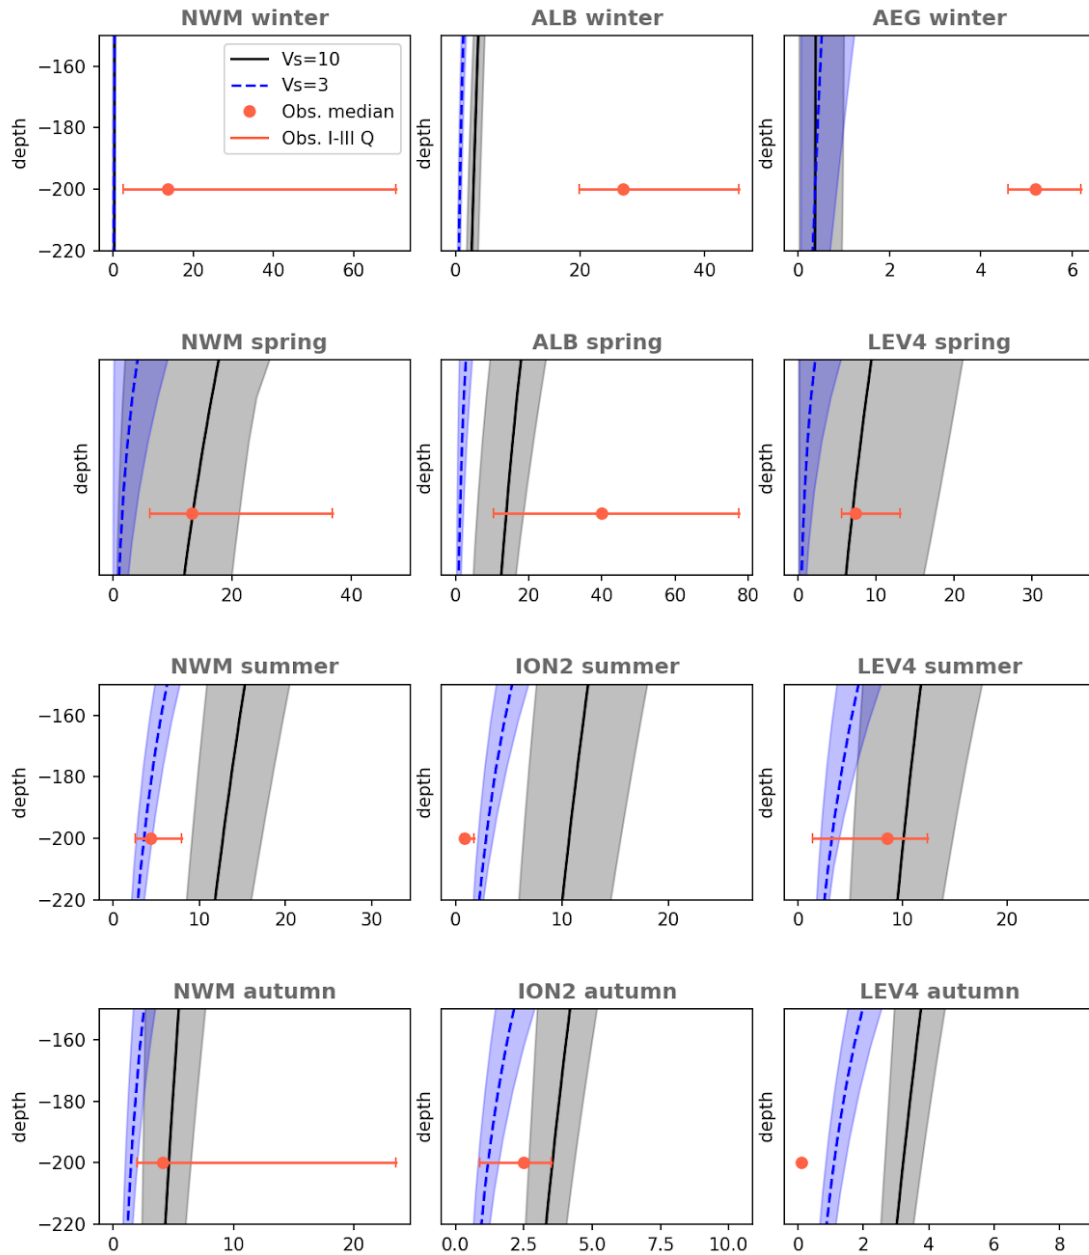 NWM winter ALB winter AEG winter
Vs=10
Vs=3
Obs. median
Obs. I-III Q
depth depth depth
−160
−180
−200
−220
0 20 40 60 0 20 40 0 2 4 6
NWM spring ALB spring LEV4 spring
depth depth depth
0 20 40 0 20 40 60 80 0 10 20 30
NWM summer ION2 summer LEV4 summer
depth depth depth
−160
−180
−200
−220
0 10 20 30 0 10 20 0 10 20
NWM autumn ION2 autumn LEV4 autumn
depth depth depth
−160
−180
−200
−220
0 10 20 0.0 2.5 5.0 7.5 10.0 0 2 4 6 8